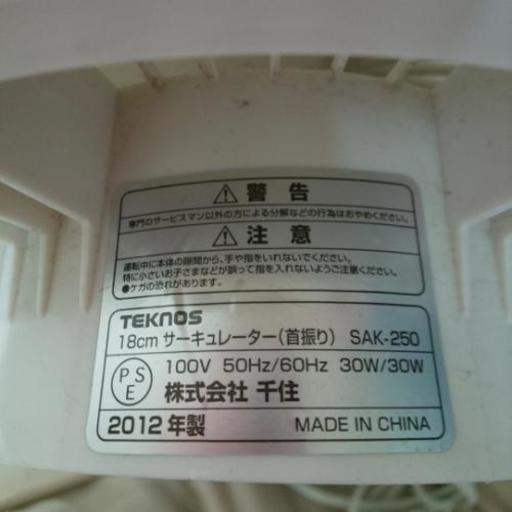 ⚠ 警告
専門のサービスマン以外の方による分解などの行為はおやめください。
⚠ 注意
運転中に本体の隙間から、手や指をいれないでください。
特に小さいお子さまなどが誤って指を入れないようご注意ください。
●ケガの恐れがあります。
TEKNOS
18cm サーキュレーター(首振り) SAK-250
PSE 100V 50Hz/60Hz 30W/30W
株式会社 千住
2012年製 MADE IN CHINA